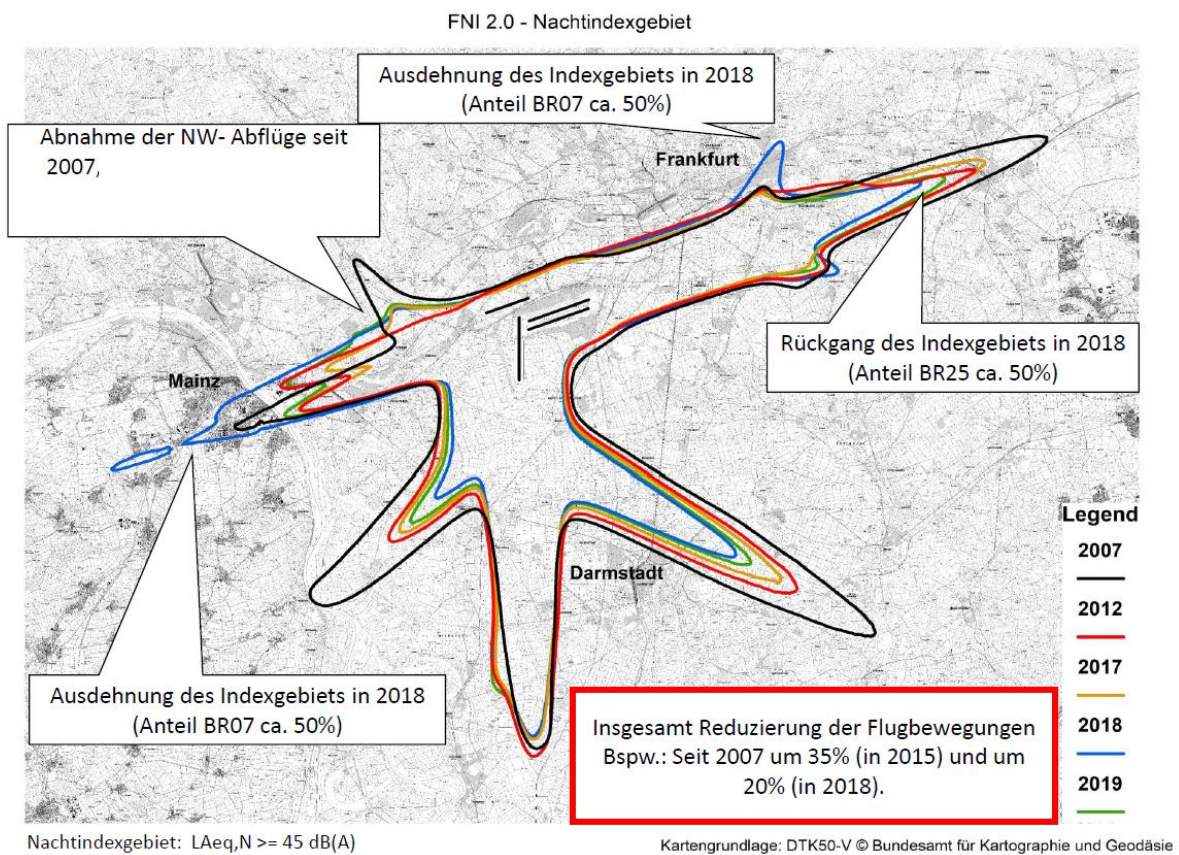 FNI 2.0 - Nachtindexgebiet
Ausdehnung des Indexgebiets in 2018
(Anteil BR07 ca. 50%)
Abnahme der NW- Abflüge seit
2007,
Frankfurt
Rückgang des Indexgebiets in 2018
(Anteil BR25 ca. 50%)
Mainz
Darmstadt
Ausdehnung des Indexgebiets in 2018
(Anteil BR07 ca. 50%)
Insgesamt Reduzierung der Flugbewegungen
Bspw.: Seit 2007 um 35% (in 2015) und um
20% (in 2018).
Legend
2007
2012
2017
2018
2019
Nachtindexgebiet: LAeq,N >= 45 dB(A)
Kartengrundlage: DTK50-V © Bundesamt für Kartographie und Geodäsie